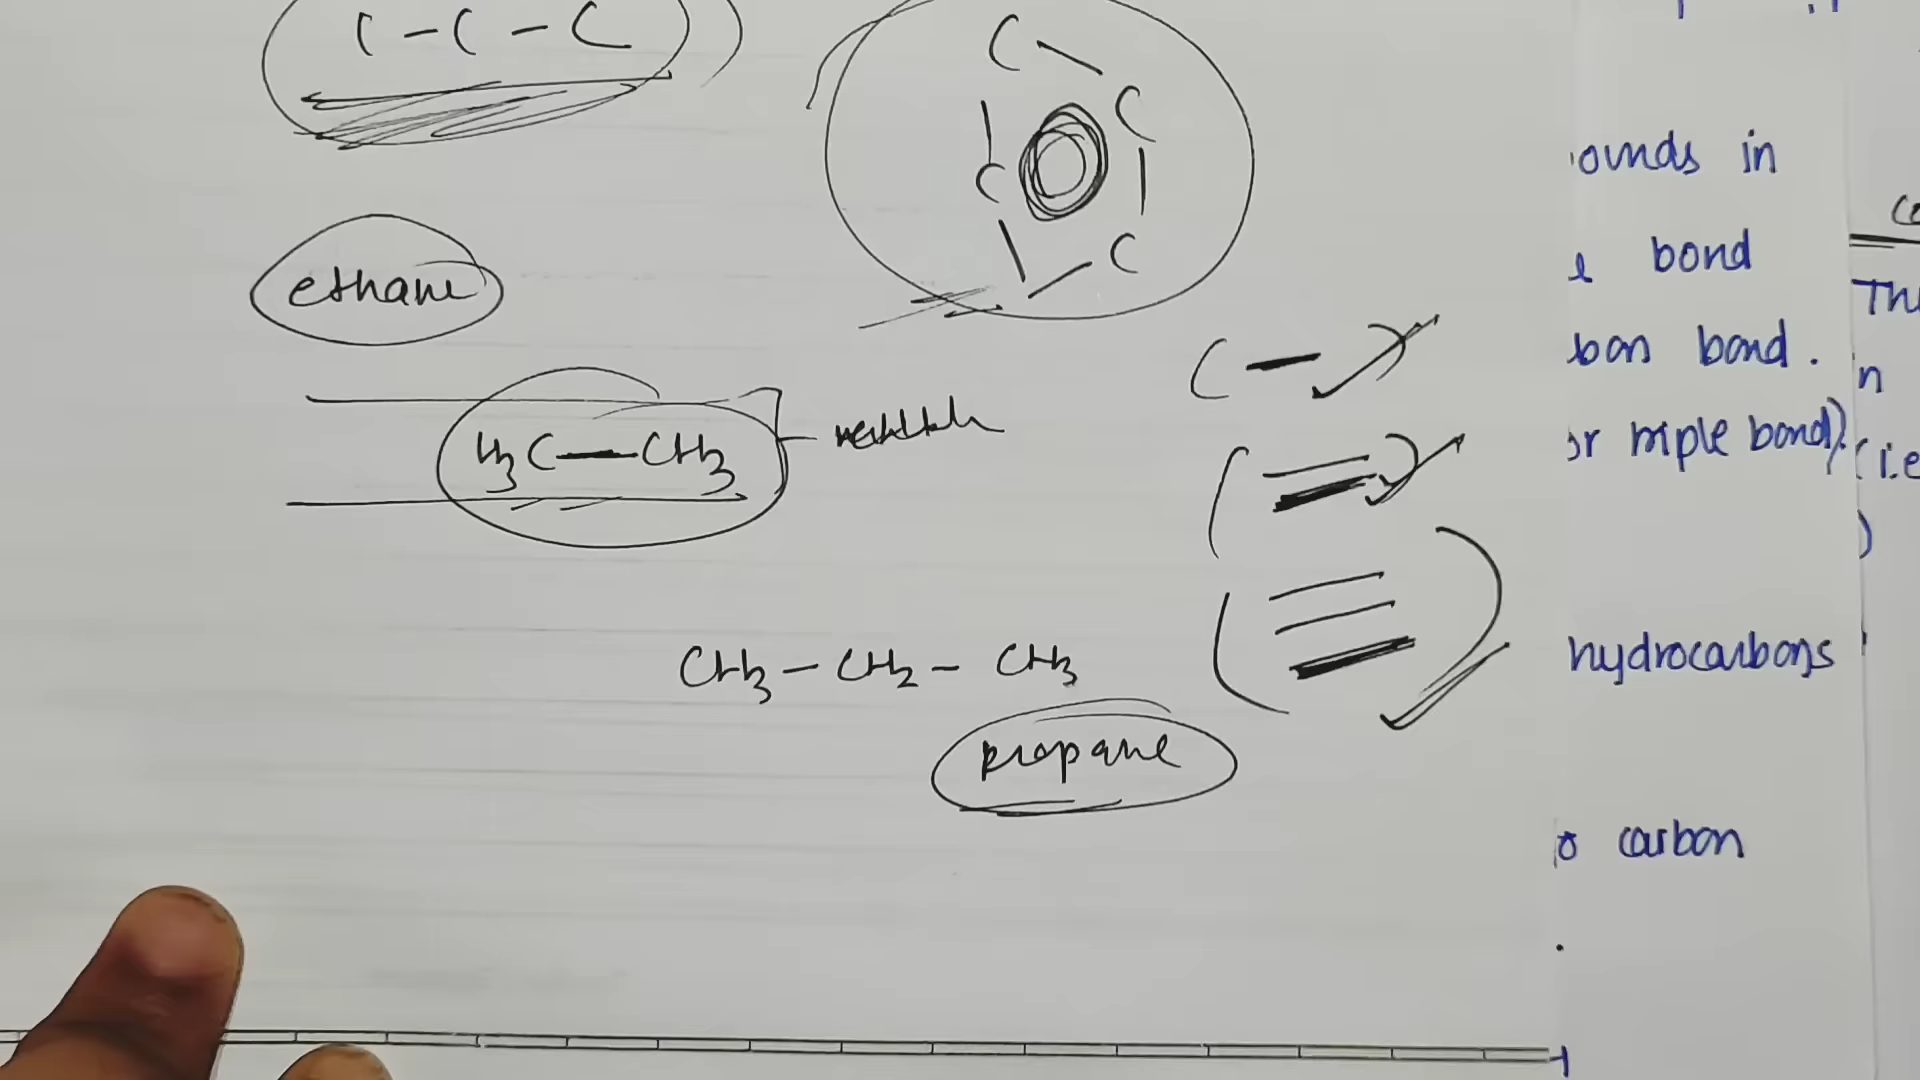 C - C - C
C
C
C
C
ethane
H3C — CH3
CH3 - CH2 - CH3
propane
ounds in
bond
bon bond.
or triple bond).
hydrocarbons
carbon
Th
n
(i.e
)